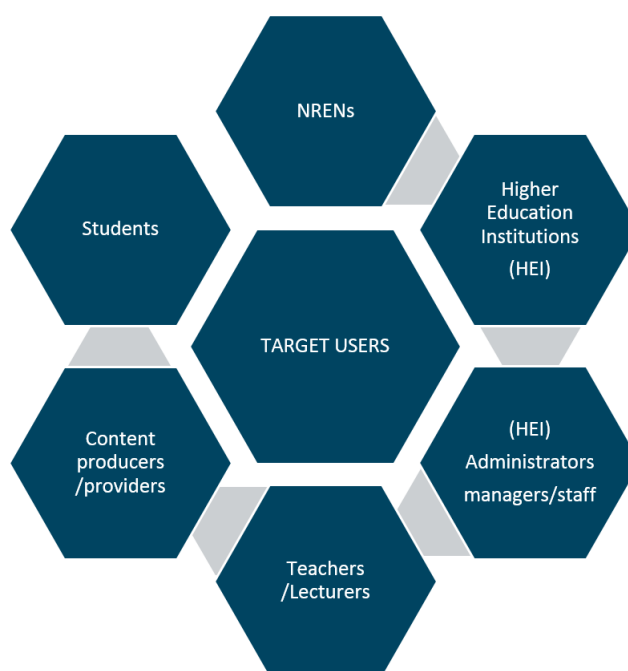 NRENs
Higher
Education
Institutions
(HEI)
Students
TARGET USERS
(HEI)
Administrators
managers/staff
Content
producers
/providers
Teachers
/Lecturers